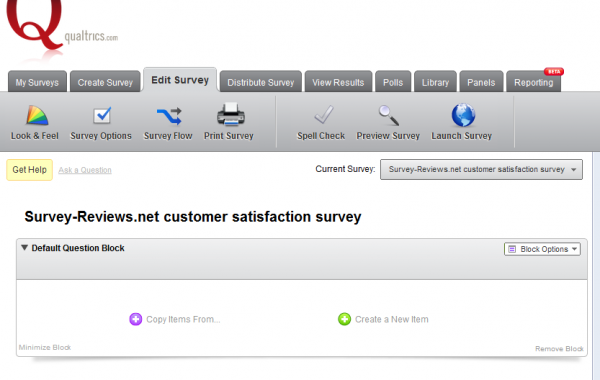 Qualtrics.com
My Surveys Create Survey Edit Survey Distribute Survey View Results Polls Library Panels Reporting BETA
Look & Feel Survey Options Survey Flow Print Survey Spell Check Preview Survey Launch Survey
Get Help Ask a Question Current Survey: Survey-Reviews.net customer satisfaction survey
Survey-Reviews.net customer satisfaction survey
Default Question Block Block Options
Copy Items From... Create a New Item
Minimize Block Remove Block